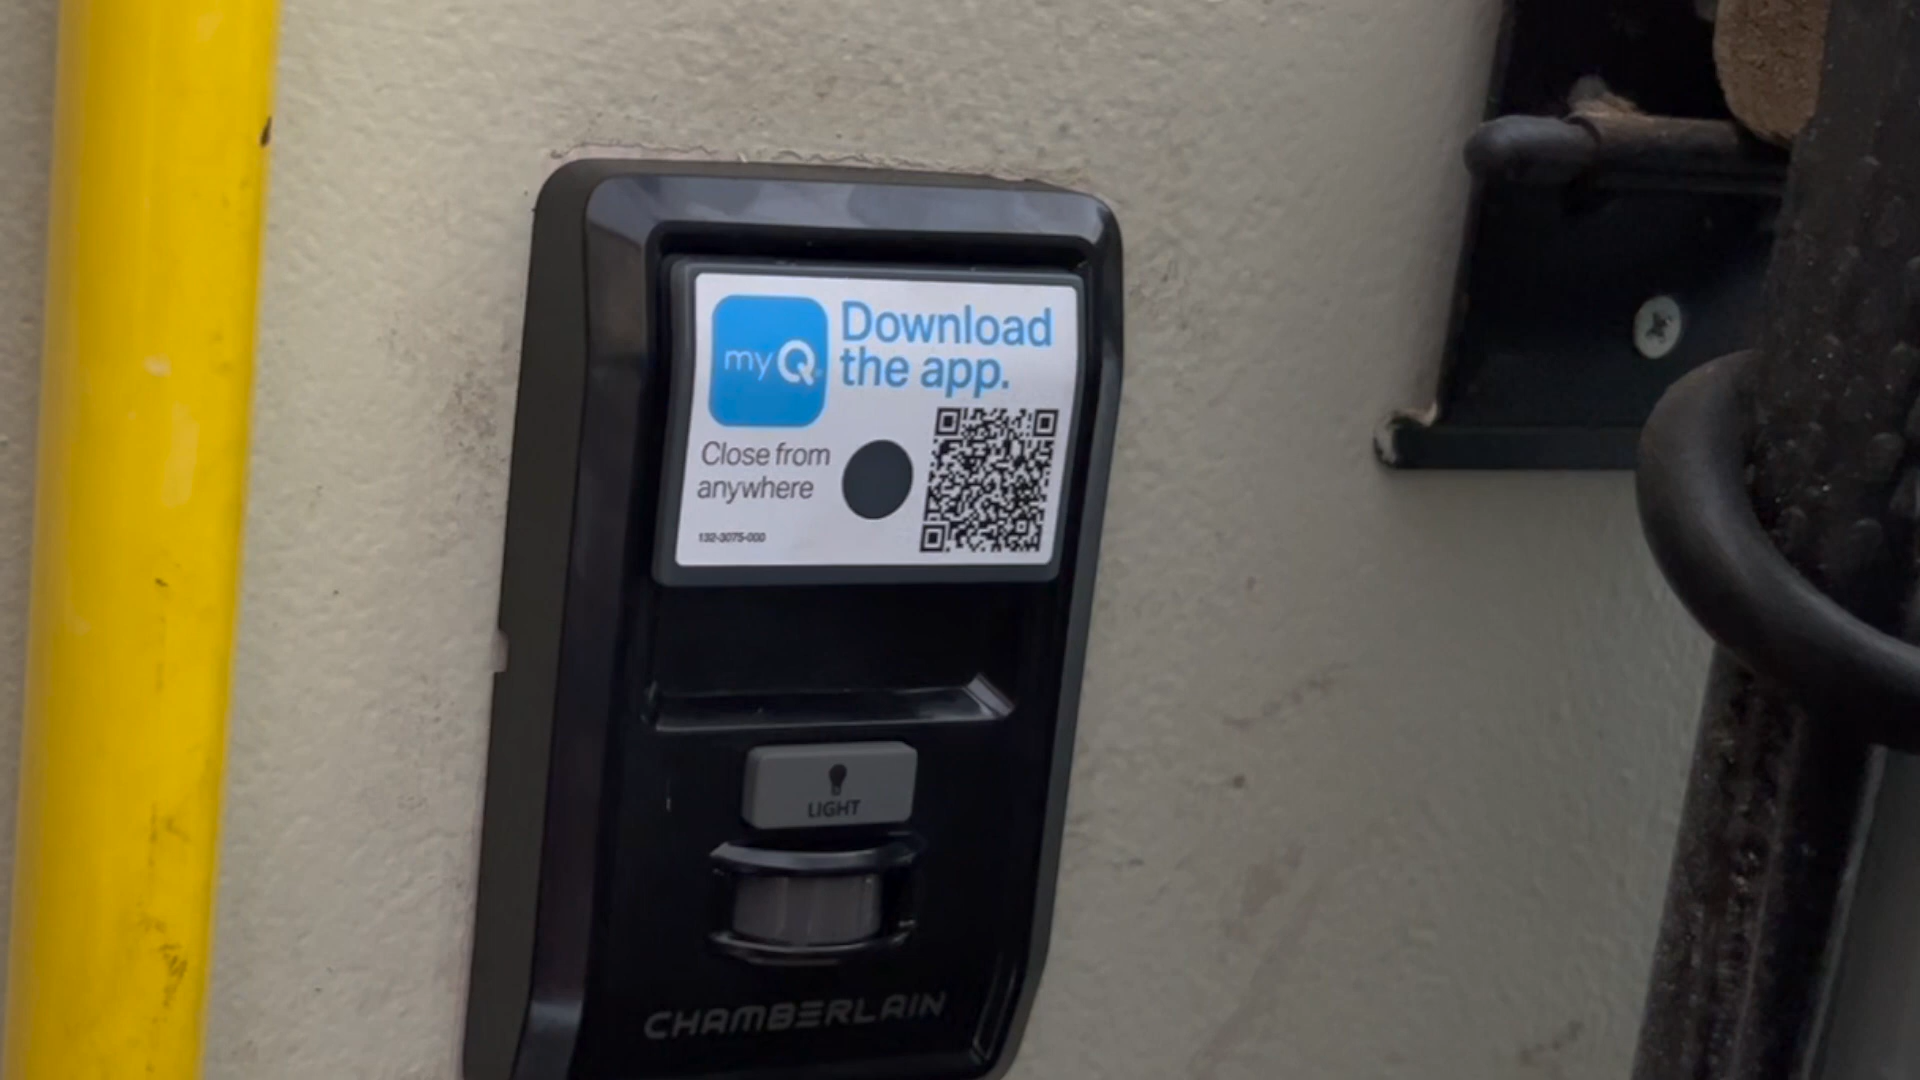 myQ
Download
the app.
Close from
anywhere
132-3075-000
LIGHT
CHAMBERLAIN